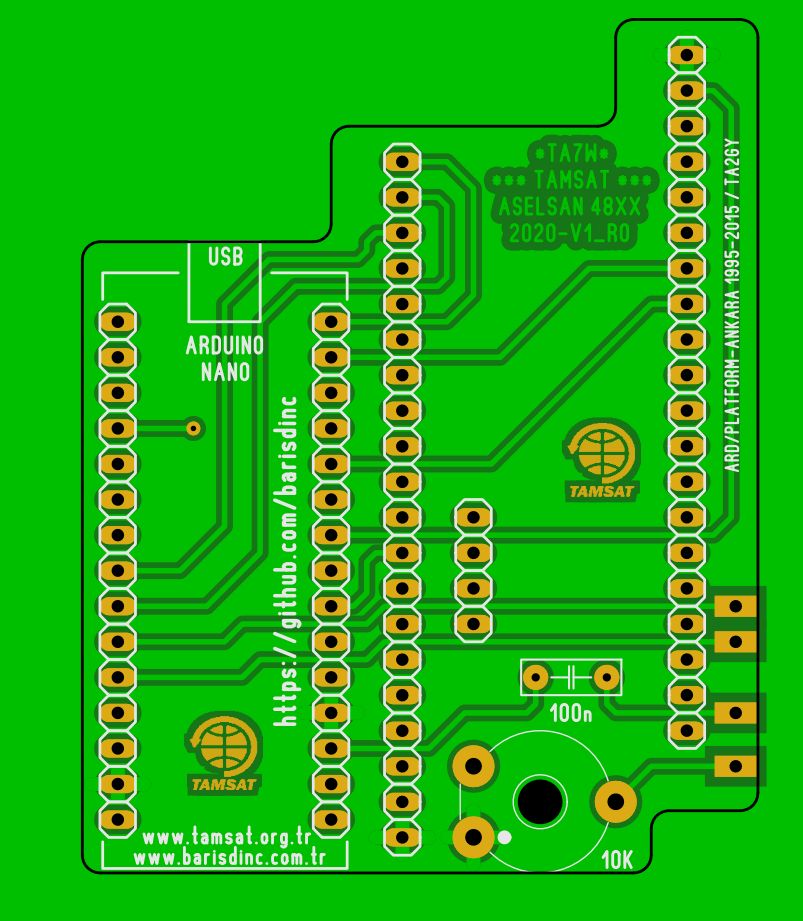 *TA7W*
*** TAMSAT ***
ASELSAN 48XX
2020-V1_R0
ARD/PLATFORM-ANKARA 1995-2015 / TA2GY
USB
ARDUINO
NANO
https://github.com/barisdinc
TAMSAT
100n
TAMSAT
www.tamsat.org.tr
www.barisdinc.com.tr
10K